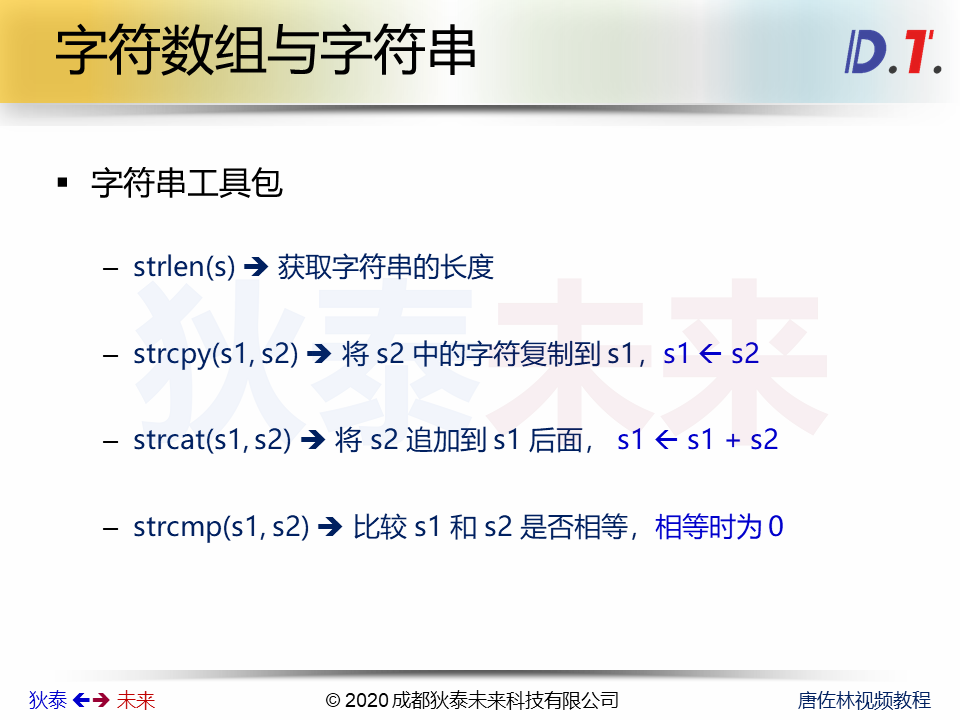 字符数组与字符串
D.T.
▪ 字符串工具包
– strlen(s) ➔ 获取字符串的长度
– strcpy(s1, s2) ➔ 将 s2 中的字符复制到 s1，s1 ← s2
– strcat(s1, s2) ➔ 将 s2 追加到 s1 后面， s1 ← s1 + s2
– strcmp(s1, s2) ➔ 比较 s1 和 s2 是否相等，相等时为 0
狄泰未来
狄泰 ←→ 未来
© 2020 成都狄泰未来科技有限公司
唐佐林视频教程